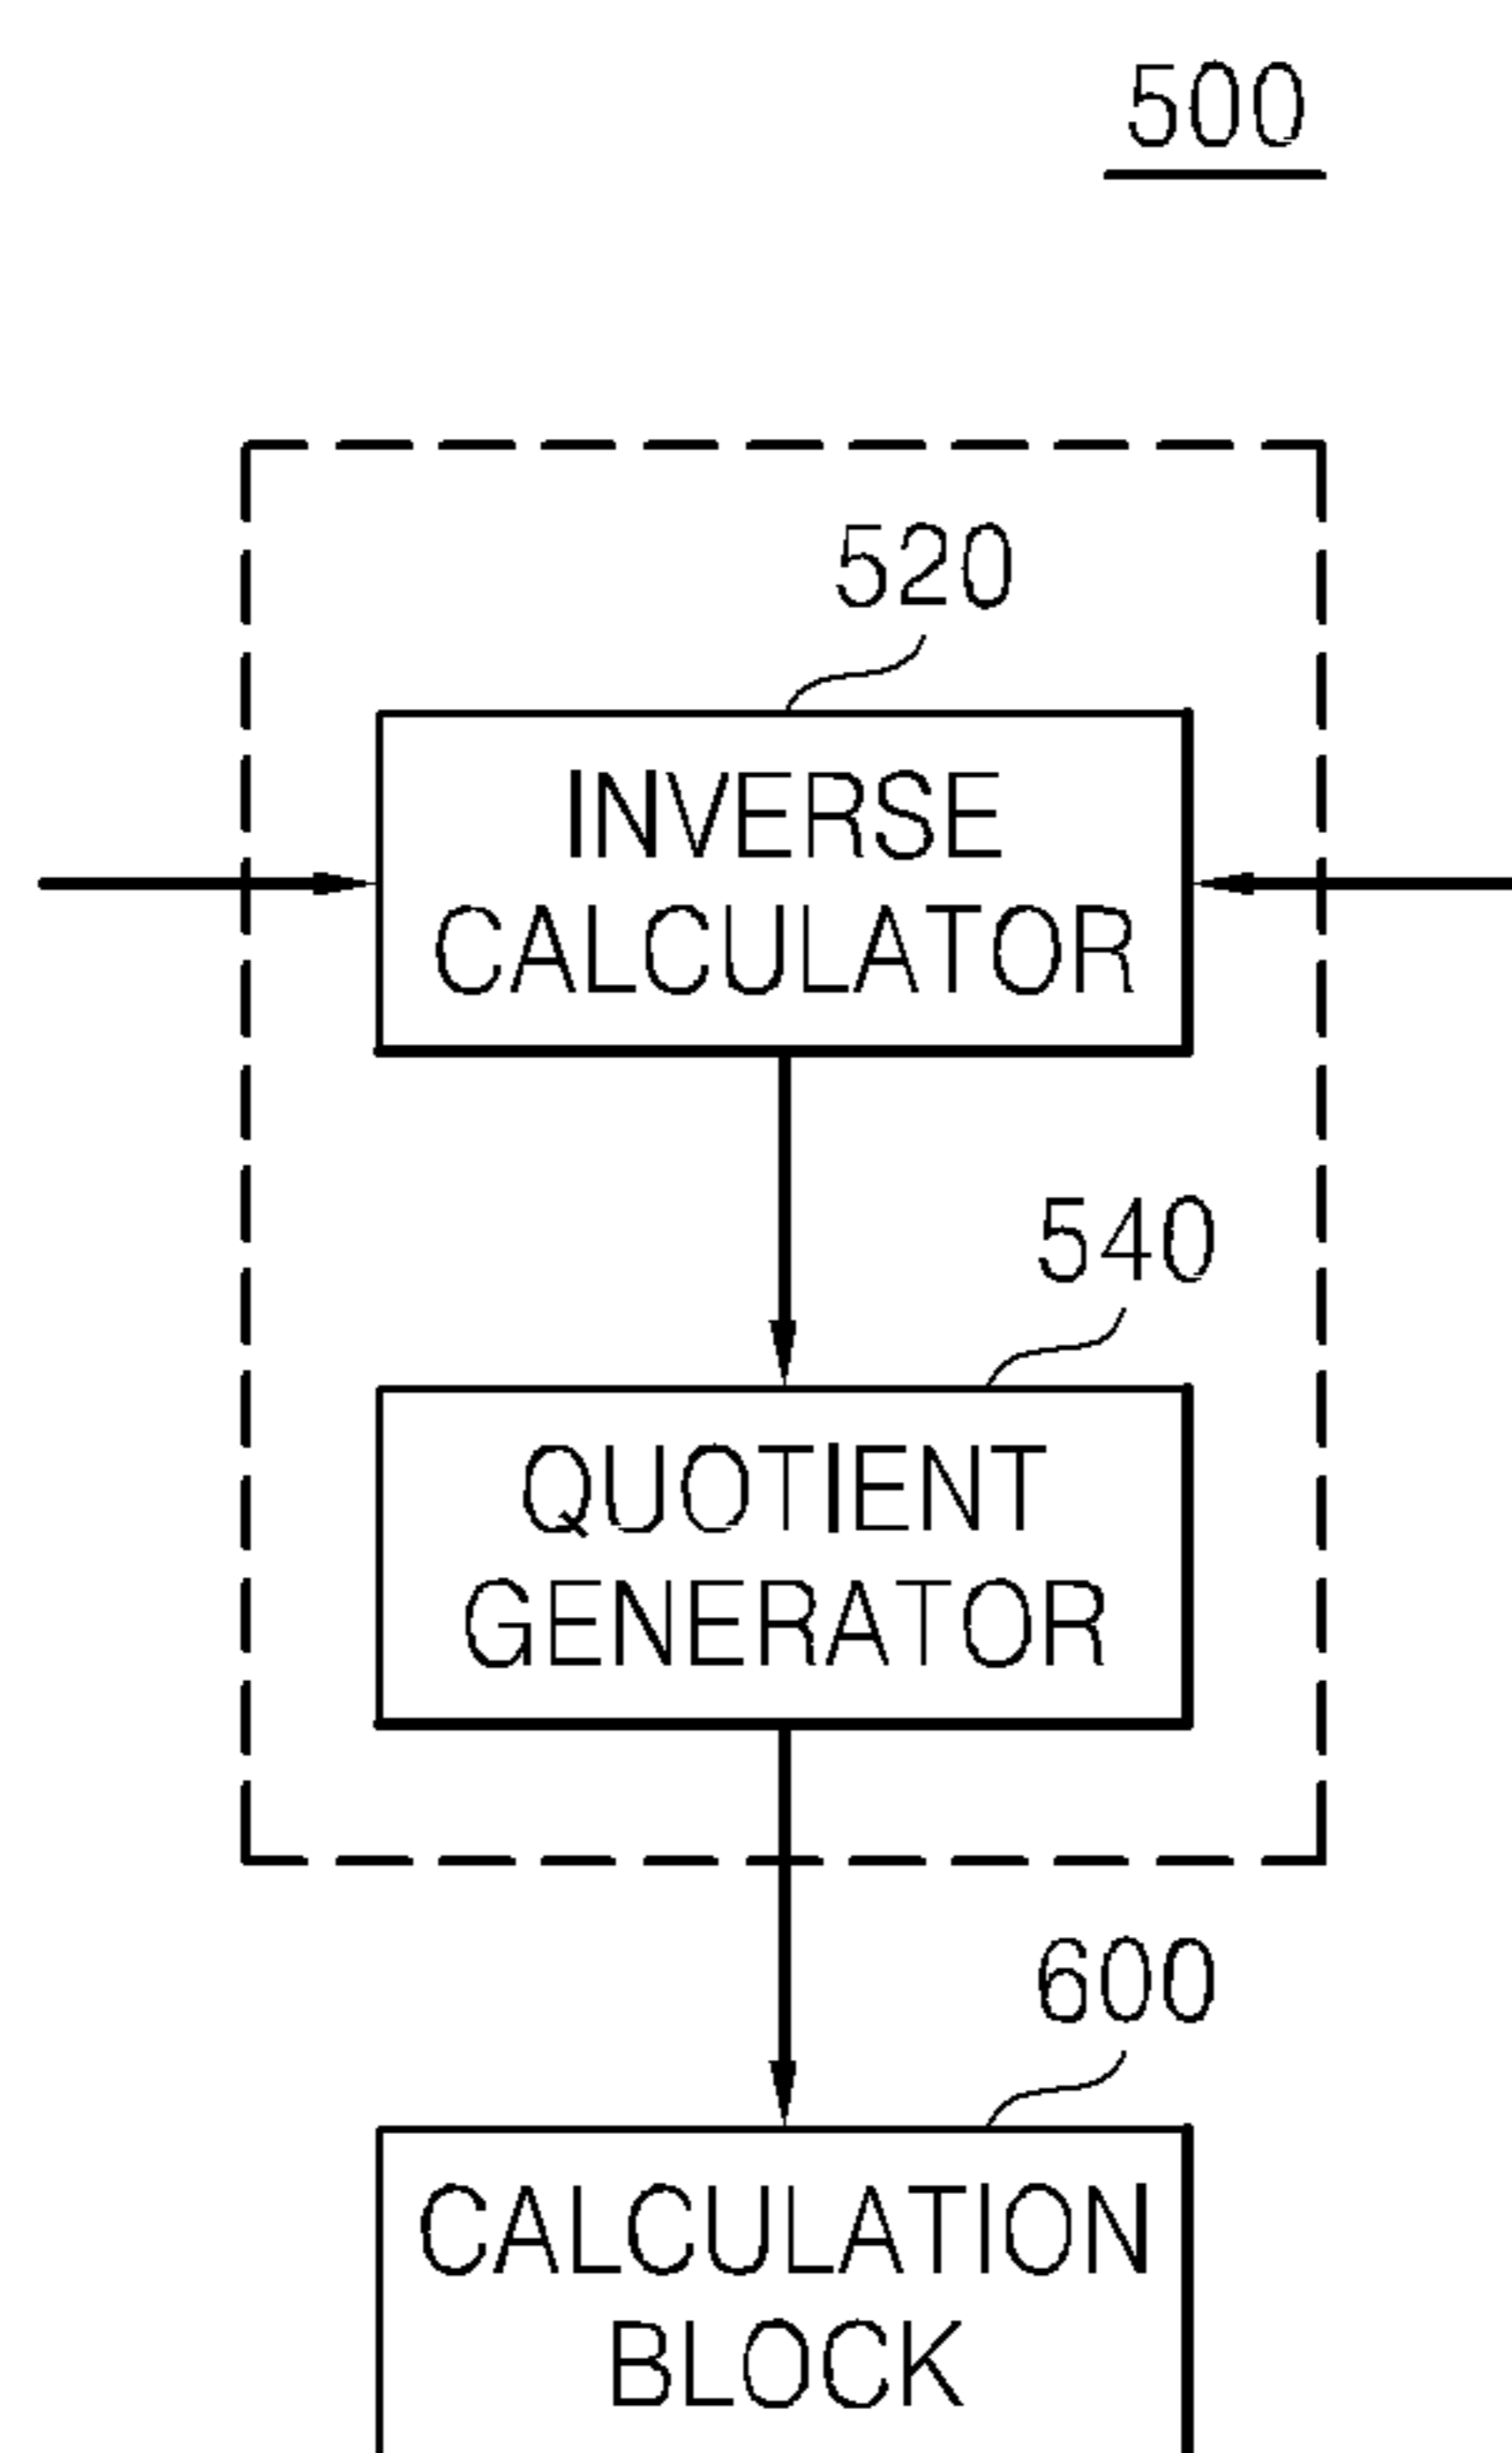 500
520
INVERSE
CALCULATOR
540
QUOTIENT
GENERATOR
600
CALCULATION
BLOCK